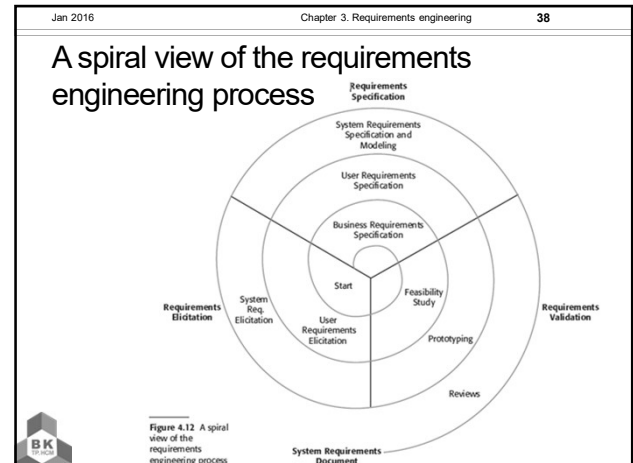 Jan 2016
Chapter 3. Requirements engineering
38
A spiral view of the requirements
engineering process
Requirements
Specification
System Requirements
Specification and
Modeling
User Requirements
Specification
Business Requirements
Specification
Start
Feasibility
Study
Requirements
Elicitation
System
Req.
Elicitation
User
Requirements
Elicitation
Prototyping
Requirements
Validation
Reviews
Figure 4.12 A spiral
view of the
requirements
engineering process
System Requirements
Document
BK
TP.HCM